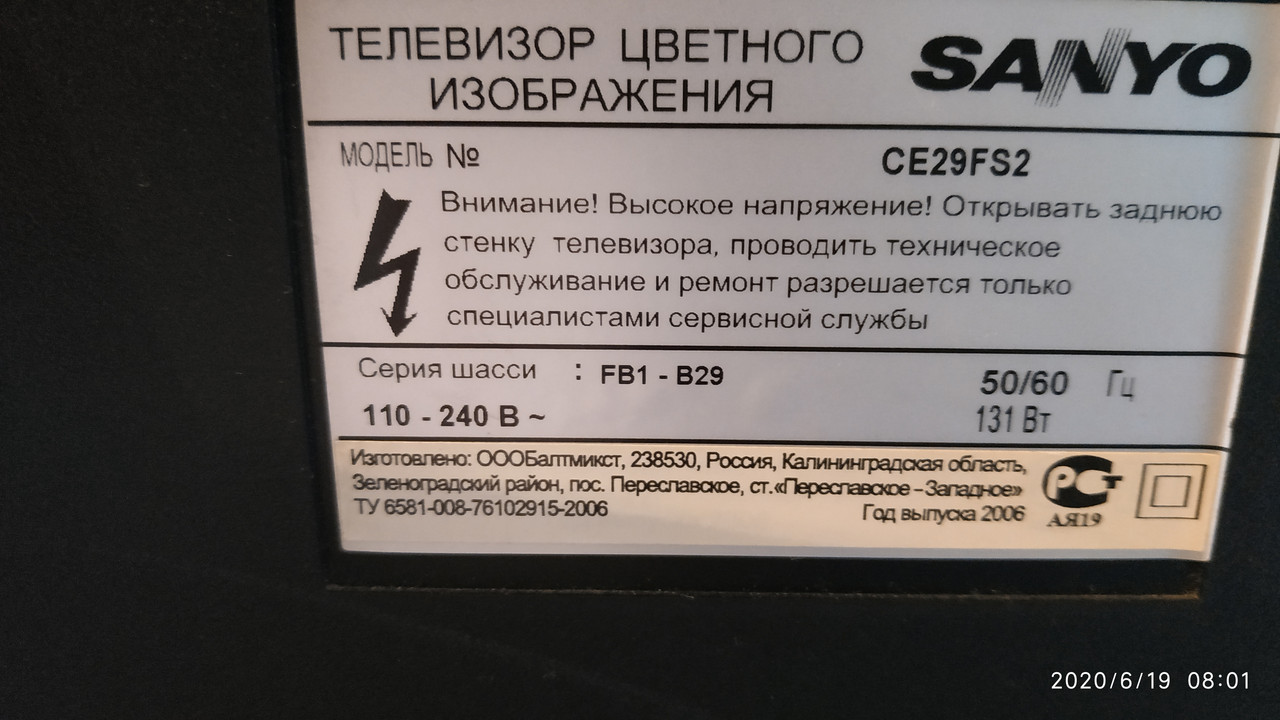 ТЕЛЕВИЗОР ЦВЕТНОГО
ИЗОБРАЖЕНИЯ
SANYO
МОДЕЛЬ № CE29FS2
Внимание! Высокое напряжение! Открывать заднюю
стенку телевизора, проводить техническое
обслуживание и ремонт разрешается только
специалистами сервисной службы
Серия шасси : FB1 - B29 50/60 Гц
110 - 240 В ~ 131 Вт
Изготовлено: ОООБалтмикст, 238530, Россия, Калининградская область,
Зеленоградский район, пос. Переславское, ст.«Переславское – Западное»
ТУ 6581-008-76102915-2006 Год выпуска 2006
РСТ
АЯ19
2020/6/19 08:01